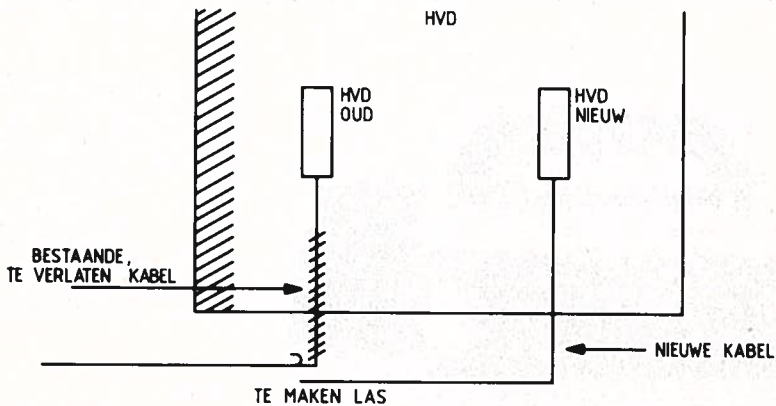 HVD
HVD
OUD
HVD
NIEUW
BESTAANDE,
TE VERLATEN KABEL
NIEUWE KABEL
TE MAKEN LAS